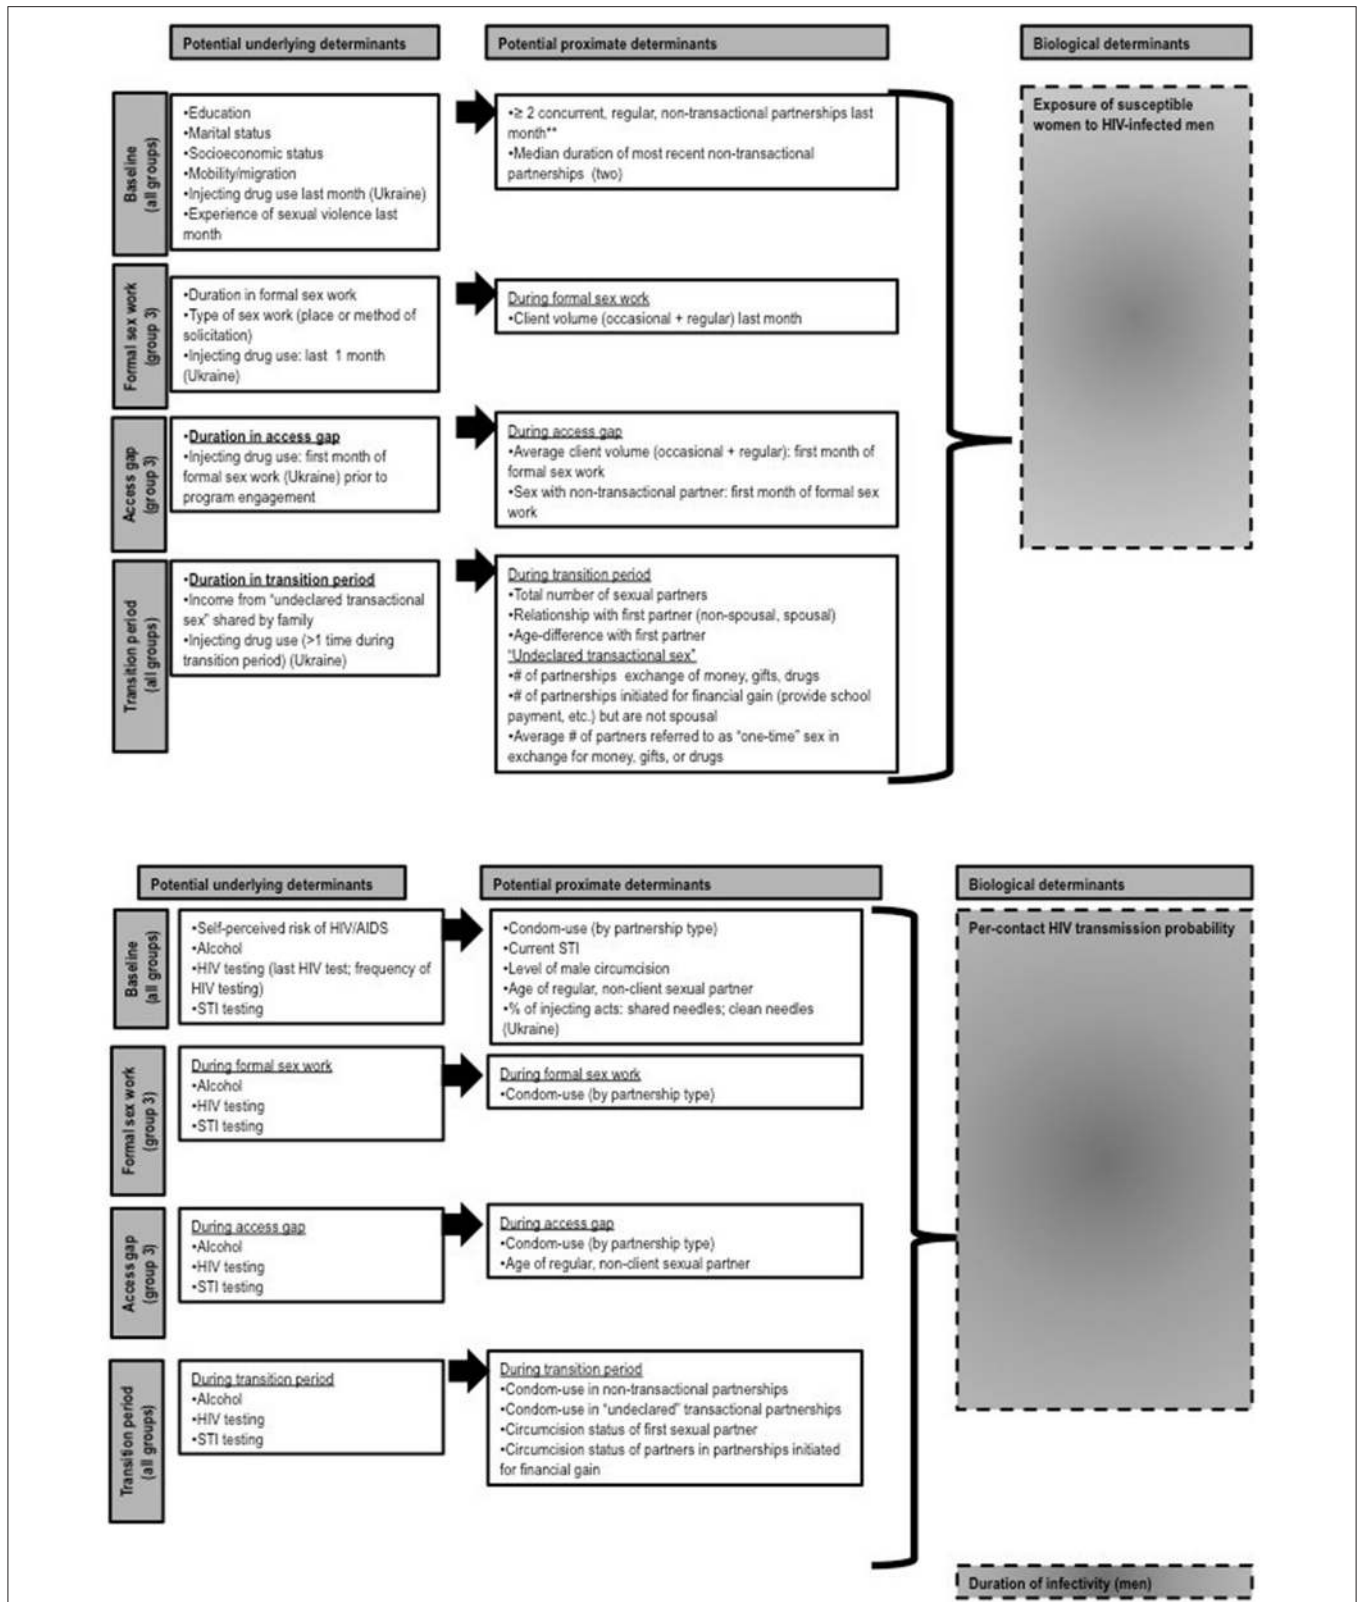 Potential underlying determinants
Potential proximate determinants
Biological determinants
Baseline
(all groups)
•Education
•Marital status
•Socioeconomic status
•Mobility/migration
•Injecting drug use last month (Ukraine)
•Experience of sexual violence last
month
•≥ 2 concurrent, regular, non-transactional partnerships last
month**
•Median duration of most recent non-transactional
partnerships (two)
Exposure of susceptible
women to HIV-infected men
Formal sex work
(group 3)
•Duration in formal sex work
•Type of sex work (place or method of
solicitation)
•Injecting drug use: last 1 month
(Ukraine)
During formal sex work
•Client volume (occasional + regular) last month
Access gap
(group 3)
•Duration in access gap
•Injecting drug use: first month of
formal sex work (Ukraine) prior to
program engagement
During access gap
•Average client volume (occasional + regular): first month of
formal sex work
•Sex with non-transactional partner: first month of formal sex
work
Transition period
(all groups)
•Duration in transition period
•Income from “undeclared transactional
sex” shared by family
•Injecting drug use (>1 time during
transition period) (Ukraine)
During transition period
•Total number of sexual partners
•Relationship with first partner (non-spousal, spousal)
•Age-difference with first partner
“Undeclared transactional sex”
•# of partnerships exchange of money, gifts, drugs
•# of partnerships initiated for financial gain (provide school
payment, etc.) but are not spousal
•Average # of partners referred to as “one-time” sex in
exchange for money, gifts, or drugs
Potential underlying determinants
Potential proximate determinants
Biological determinants
Baseline
(all groups)
•Self-perceived risk of HIV/AIDS
•Alcohol
•HIV testing (last HIV test; frequency of
HIV testing)
•STI testing
•Condom-use (by partnership type)
•Current STI
•Level of male circumcision
•Age of regular, non-client sexual partner
•% of injecting acts: shared needles; clean needles
(Ukraine)
Per-contact HIV transmission probability
Formal sex work
(group 3)
During formal sex work
•Alcohol
•HIV testing
•STI testing
During formal sex work
•Condom-use (by partnership type)
Access gap
(group 3)
During access gap
•Alcohol
•HIV testing
•STI testing
During access gap
•Condom-use (by partnership type)
•Age of regular, non-client sexual partner
Transition period
(all groups)
During transition period
•Alcohol
•HIV testing
•STI testing
During transition period
•Condom-use in non-transactional partnerships
•Condom-use in “undeclared” transactional partnerships
•Circumcision status of first sexual partner
•Circumcision status of partners in partnerships initiated
for financial gain
Duration of infectivity (men)